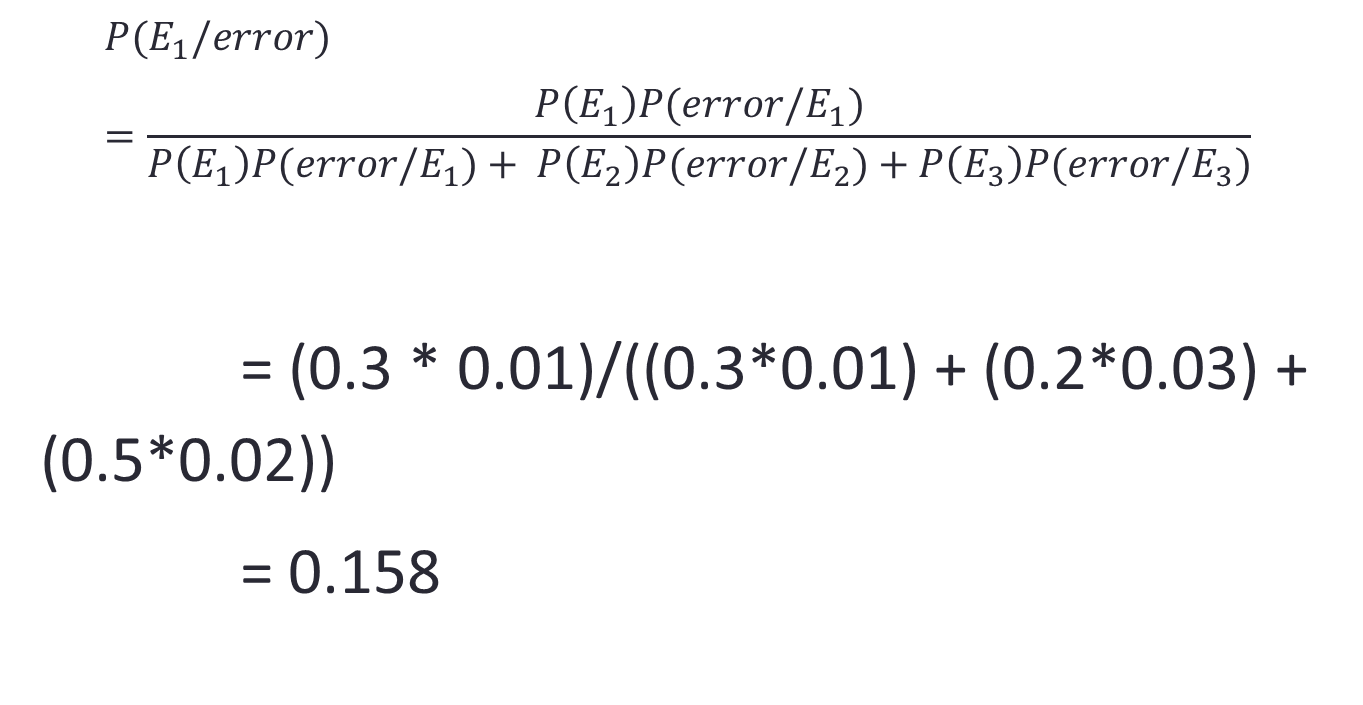 P(E₁/error)
P(E₁)P(error/E₁)
=
P(E₁)P(error/E₁) + P(E₂)P(error/E₂) + P(E₃)P(error/E₃)
= (0.3 * 0.01)/((0.3*0.01) + (0.2*0.03) +
(0.5*0.02))
= 0.158